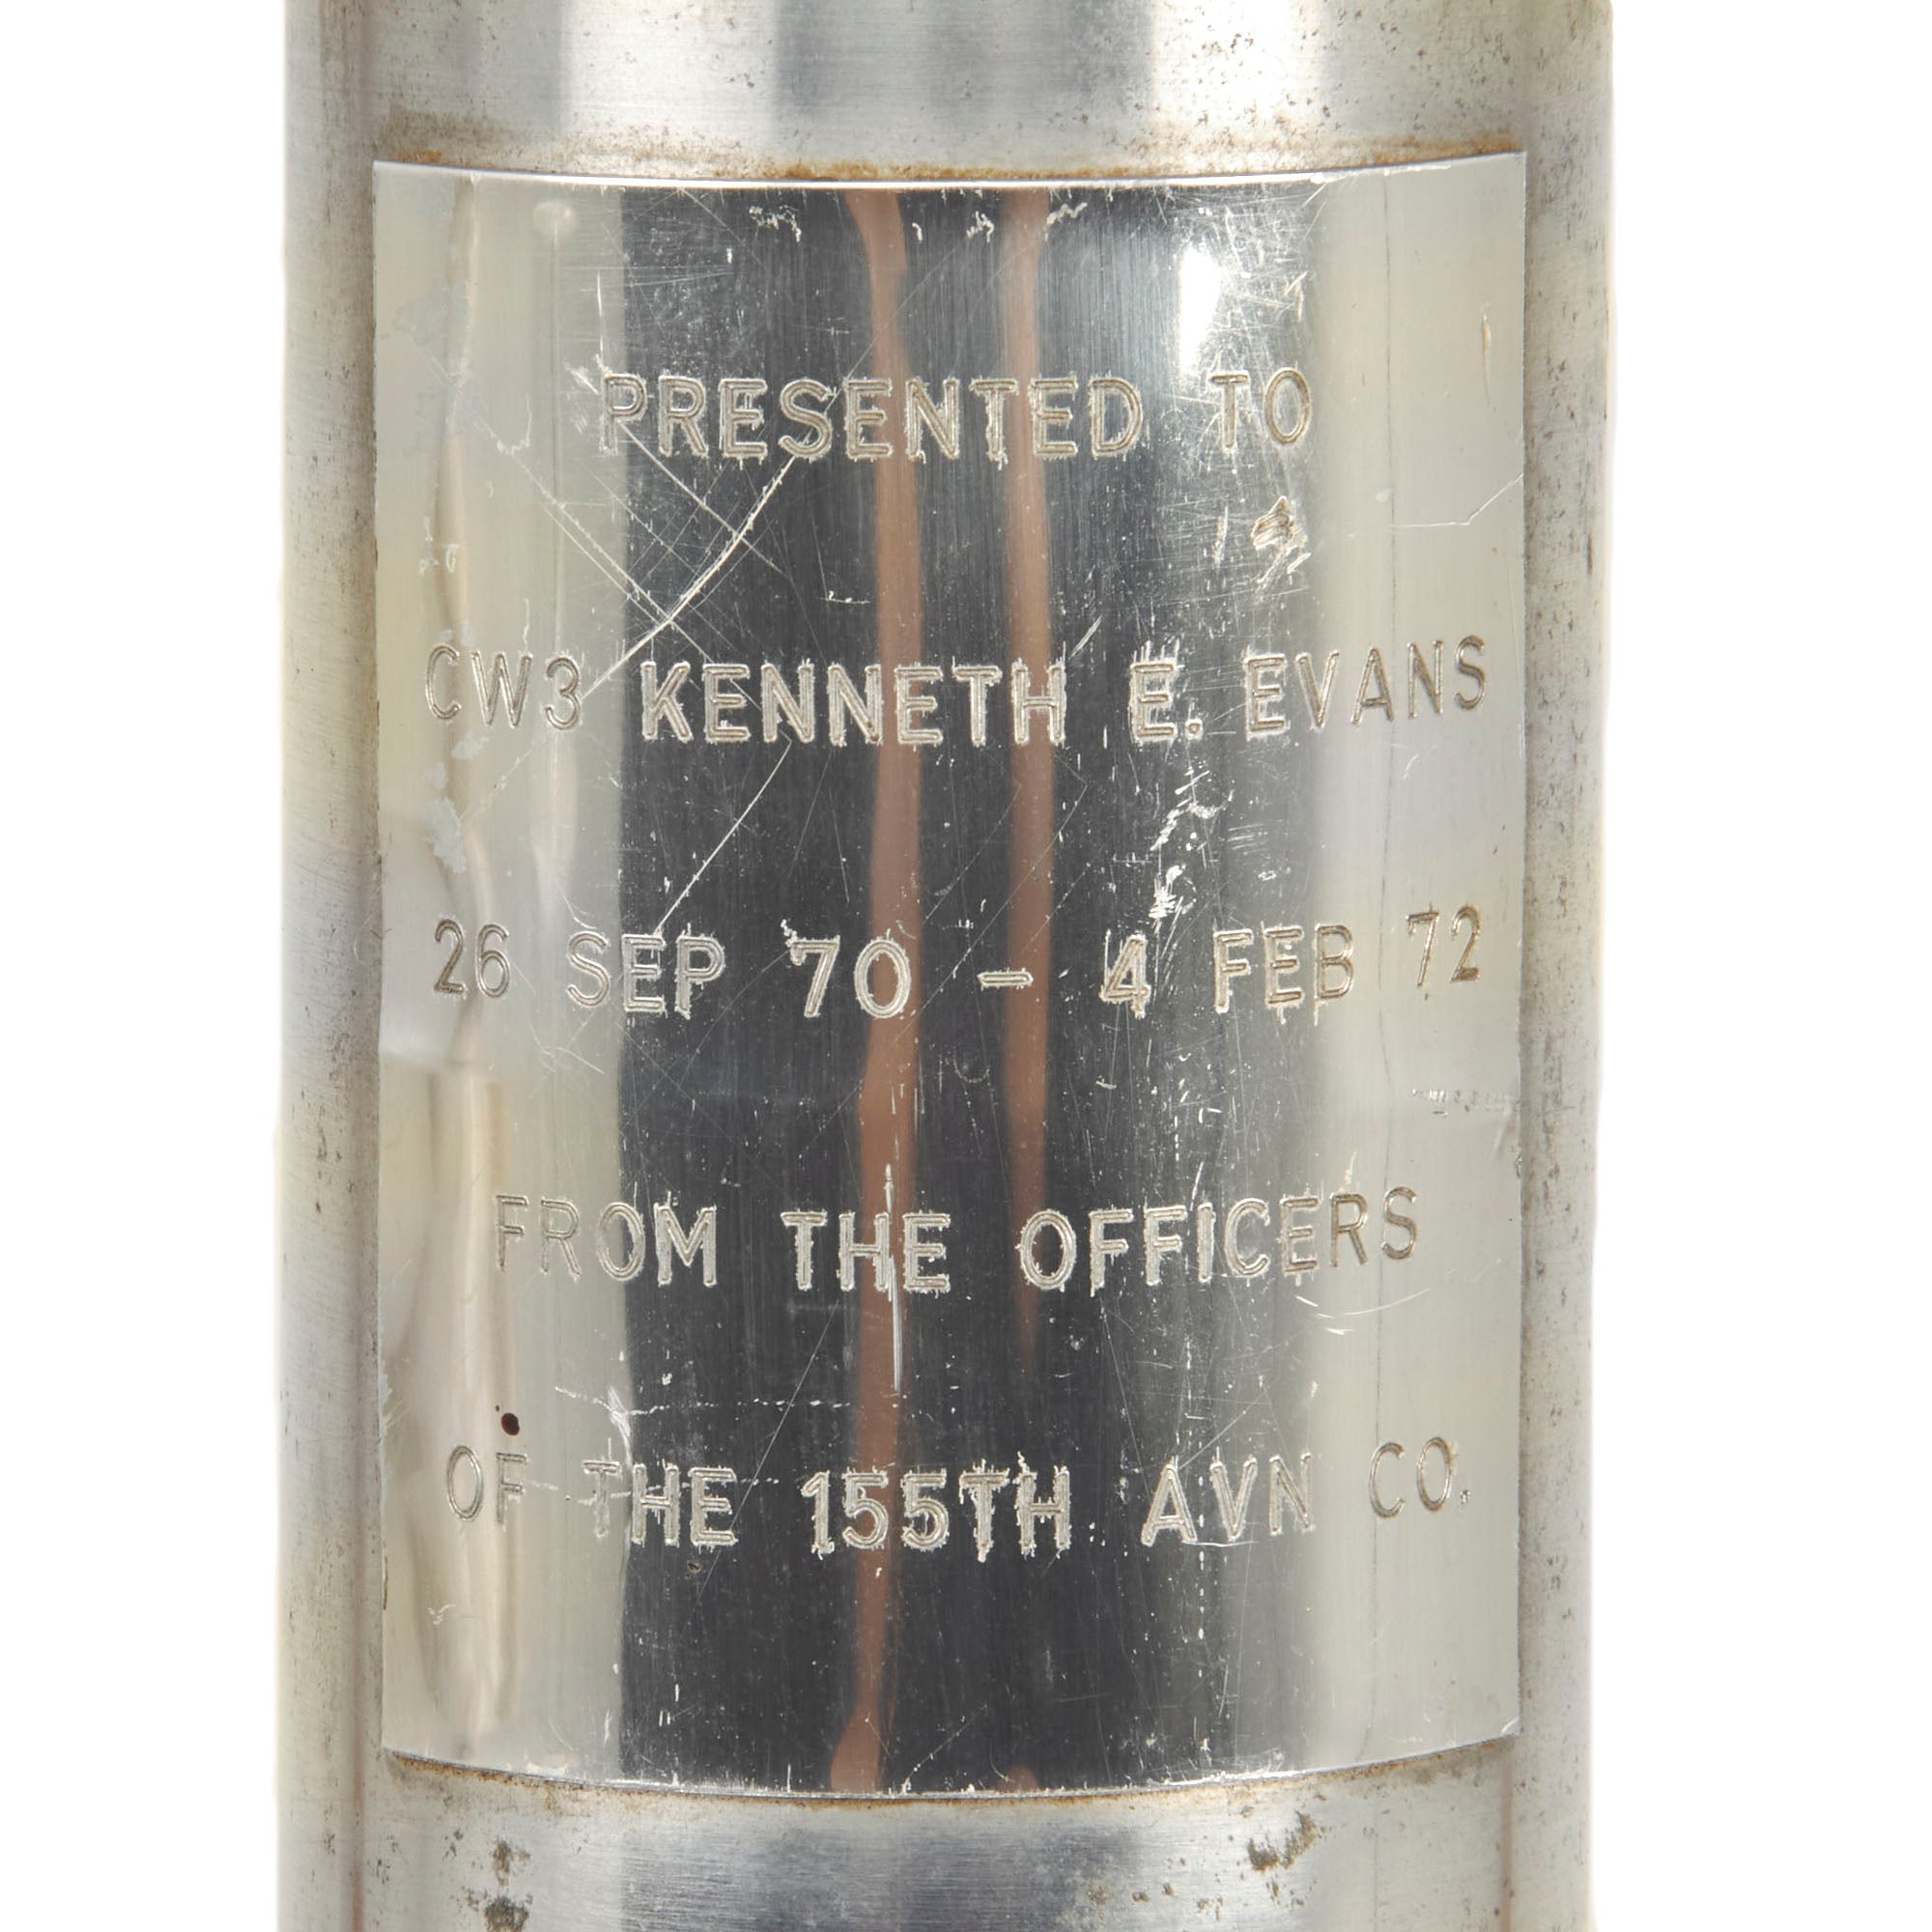 PRESENTED TO
CW3 KENNETH E. EVANS
26 SEP 70 - 4 FEB 72
FROM THE OFFICERS
OF THE 155TH AVN CO.